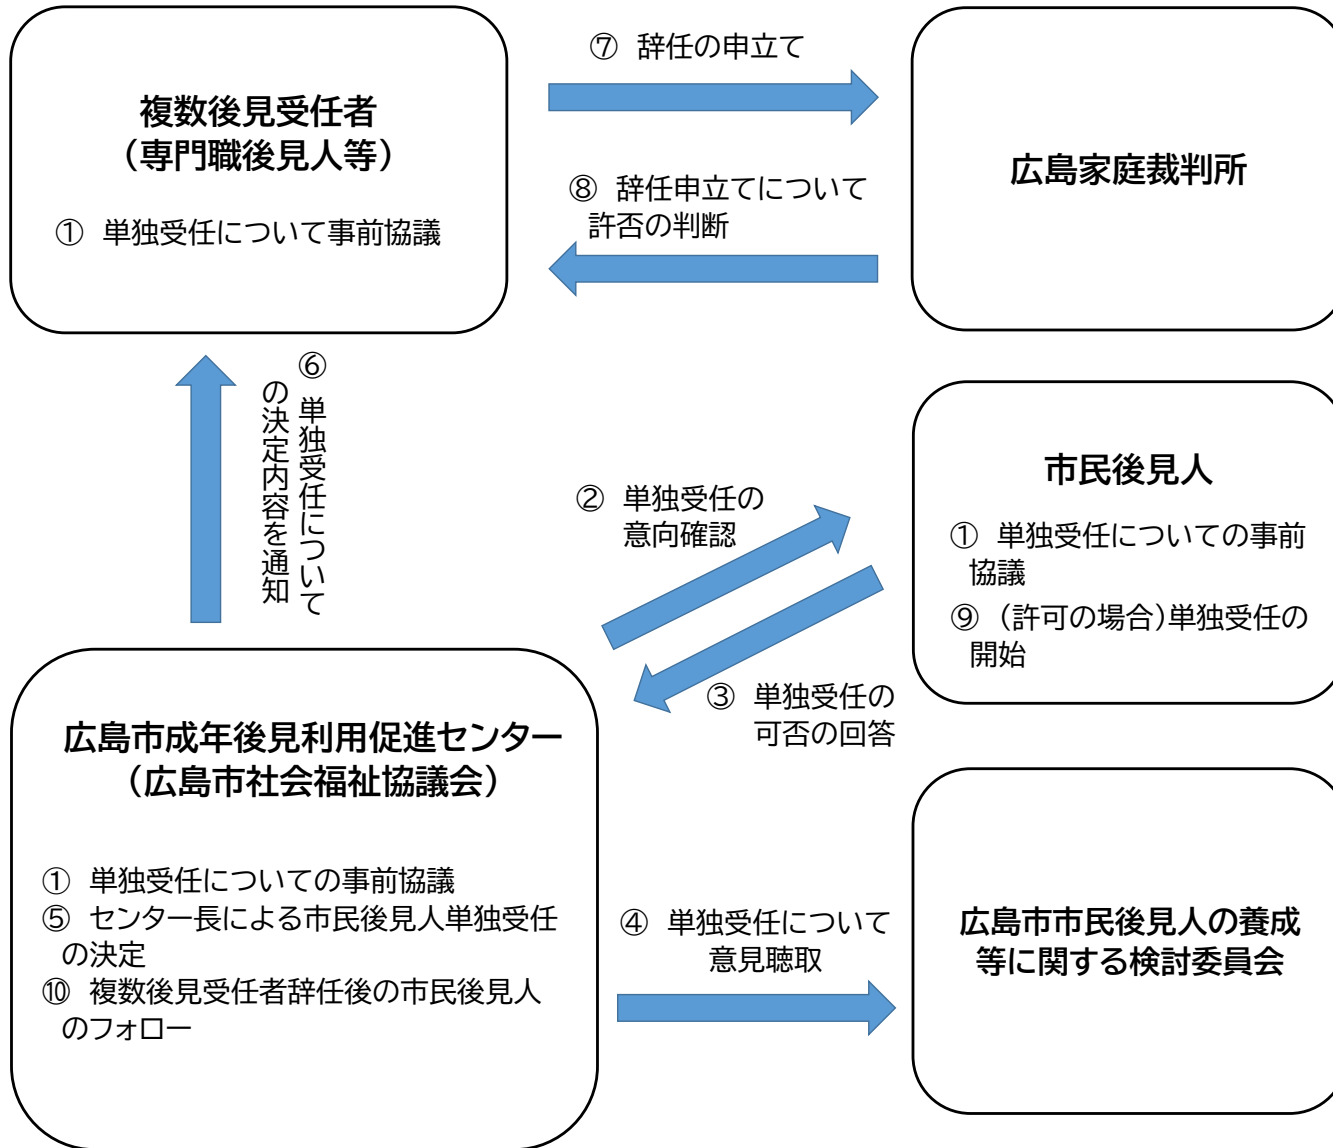 複数後見受任者
（専門職後見人等）
① 単独受任について事前協議
⑦ 辞任の申立て
⑧ 辞任申立てについて
許否の判断
広島家庭裁判所
⑥ 単独受任について
の決定内容を通知
② 単独受任の
意向確認
③ 単独受任の
可否の回答
市民後見人
① 単独受任についての事前
協議
⑨（許可の場合）単独受任の
開始
広島市成年後見利用促進センター
（広島市社会福祉協議会）
① 単独受任についての事前協議
⑤ センター長による市民後見人単独受任
の決定
⑩ 複数後見受任者辞任後の市民後見人
のフォロー
④ 単独受任について
意見聴取
広島市市民後見人の養成
等に関する検討委員会